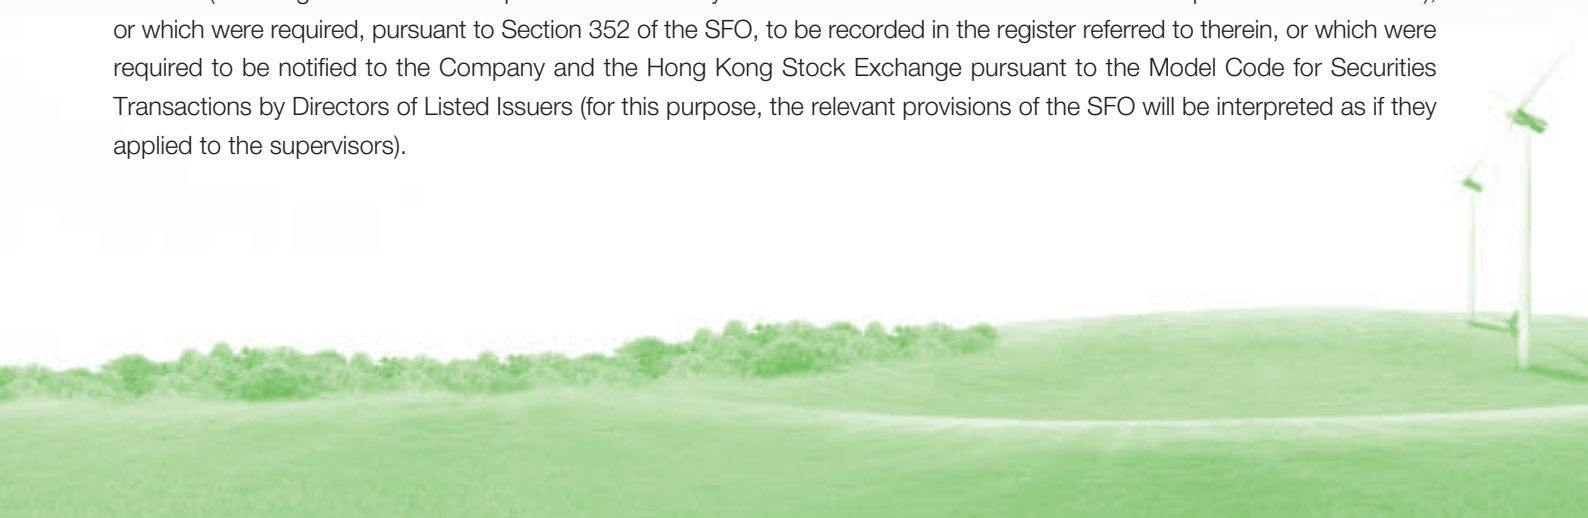 or which were required, pursuant to Section 352 of the SFO, to be recorded in the register referred to therein, or which were
required to be notified to the Company and the Hong Kong Stock Exchange pursuant to the Model Code for Securities
Transactions by Directors of Listed Issuers (for this purpose, the relevant provisions of the SFO will be interpreted as if they
applied to the supervisors).